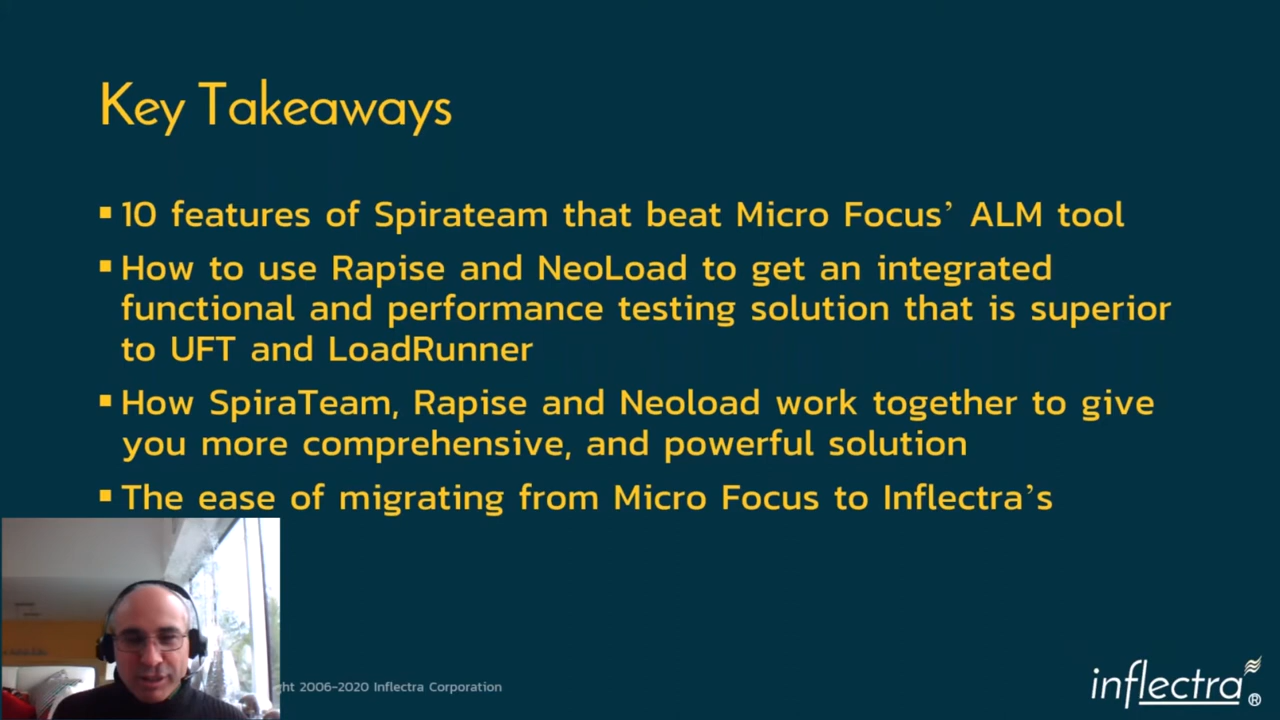 Key Takeaways
▪ 10 features of Spirateam that beat Micro Focus’ ALM tool
▪ How to use Rapise and NeoLoad to get an integrated
functional and performance testing solution that is superior
to UFT and LoadRunner
▪ How SpiraTeam, Rapise and Neoload work together to give
you more comprehensive, and powerful solution
▪ The ease of migrating from Micro Focus to Inflectra’s
2006-2020 Inflectra Corporation
inflectra®